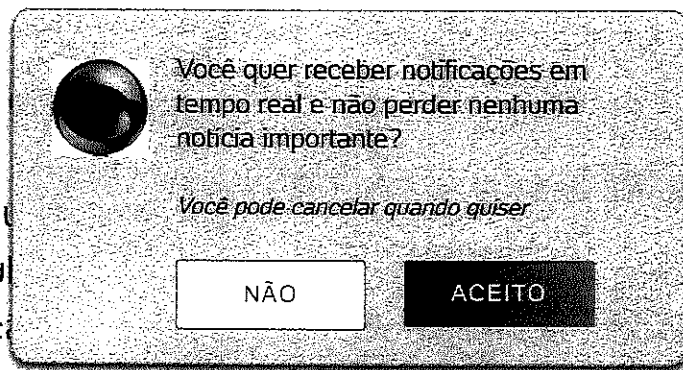 Você quer receber notificações em
tempo real e não perder nenhuma
notícia importante?
Você pode cancelar quando quiser
NÃO
ACEITO